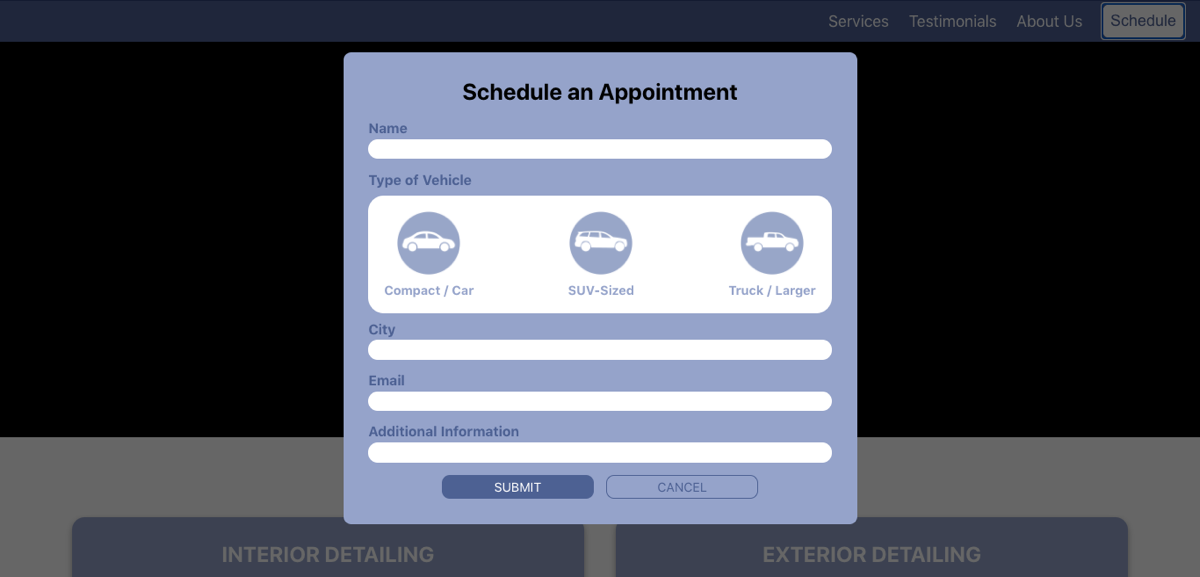 Services Testimonials About Us Schedule
Schedule an Appointment
Name
Type of Vehicle
Compact / Car SUV-Sized Truck / Larger
City
Email
Additional Information
SUBMIT CANCEL
INTERIOR DETAILING EXTERIOR DETAILING